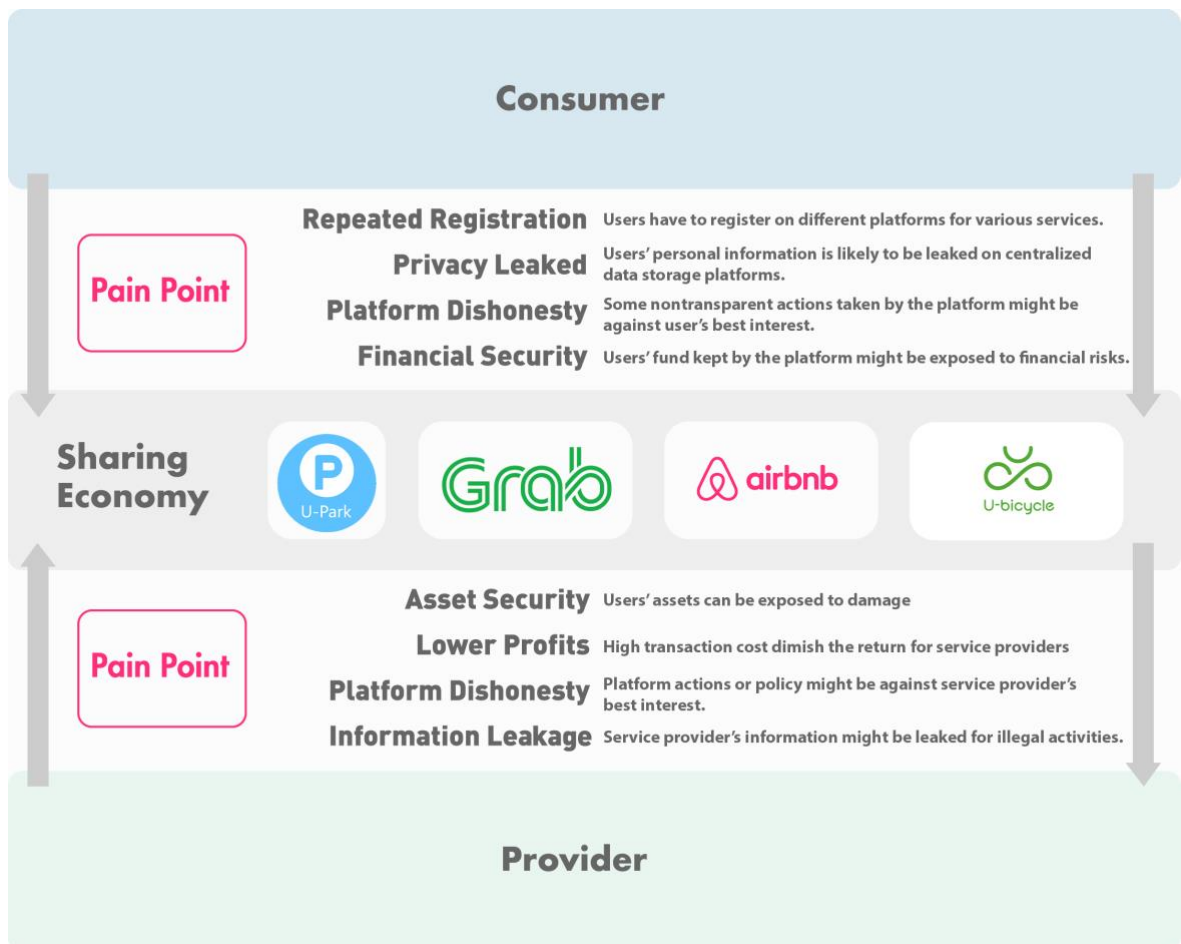 Consumer
Pain Point
Repeated Registration Users have to register on different platforms for various services.
Privacy Leaked Users' personal information is likely to be leaked on centralized
data storage platforms.
Platform Dishonesty Some nontransparent actions taken by the platform might be
against user's best interest.
Financial Security Users' fund kept by the platform might be exposed to financial risks.
Sharing
Economy
P
U-Park
Grab
airbnb
U-bicycle
Pain Point
Asset Security Users' assets can be exposed to damage
Lower Profits High transaction cost dimish the return for service providers
Platform Dishonesty Platform actions or policy might be against service provider's
best interest.
Information Leakage Service provider's information might be leaked for illegal activities.
Provider